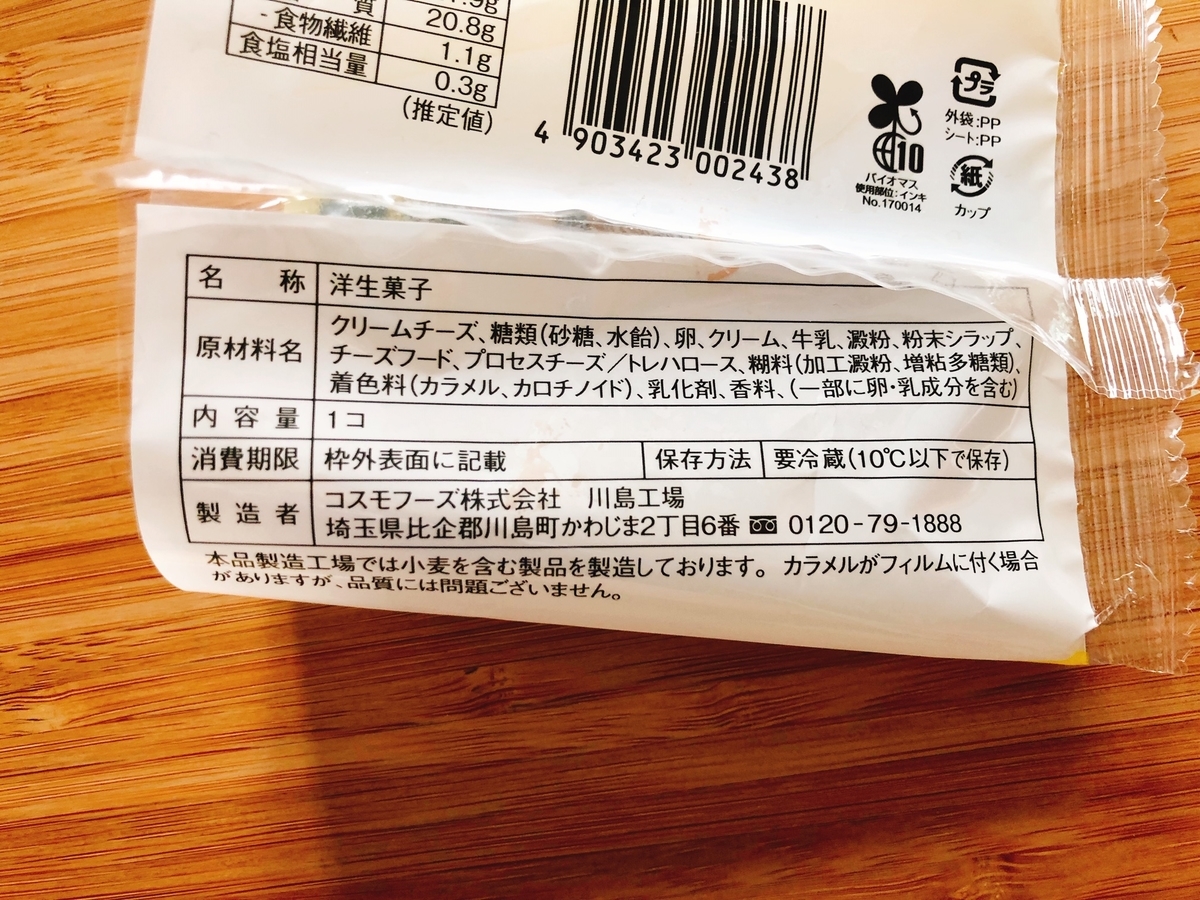 質 20.8g
-食物繊維 1.1g
食塩相当量 0.3g
(推定値)
4 903423 002438
10
バイオマス
使用部位:インキ
No.170014
プラ
外袋:PP
シート:PP
紙
カップ
名 称 洋生菓子
原材料名 クリームチーズ、糖類(砂糖、水飴)、卵、クリーム、牛乳、澱粉、粉末シラップ、
チーズフード、プロセスチーズ/トレハロース、糊料(加工澱粉、増粘多糖類)、
着色料(カラメル、カロチノイド)、乳化剤、香料、(一部に卵・乳成分を含む)
内容量 1コ
消費期限 枠外表面に記載 保存方法 要冷蔵(10℃以下で保存)
製造者 コスモフーズ株式会社 川島工場
埼玉県比企郡川島町かわじま2丁目6番 0120-79-1888
本品製造工場では小麦を含む製品を製造しております。 カラメルがフィルムに付く場合
がありますが、品質には問題ございません。